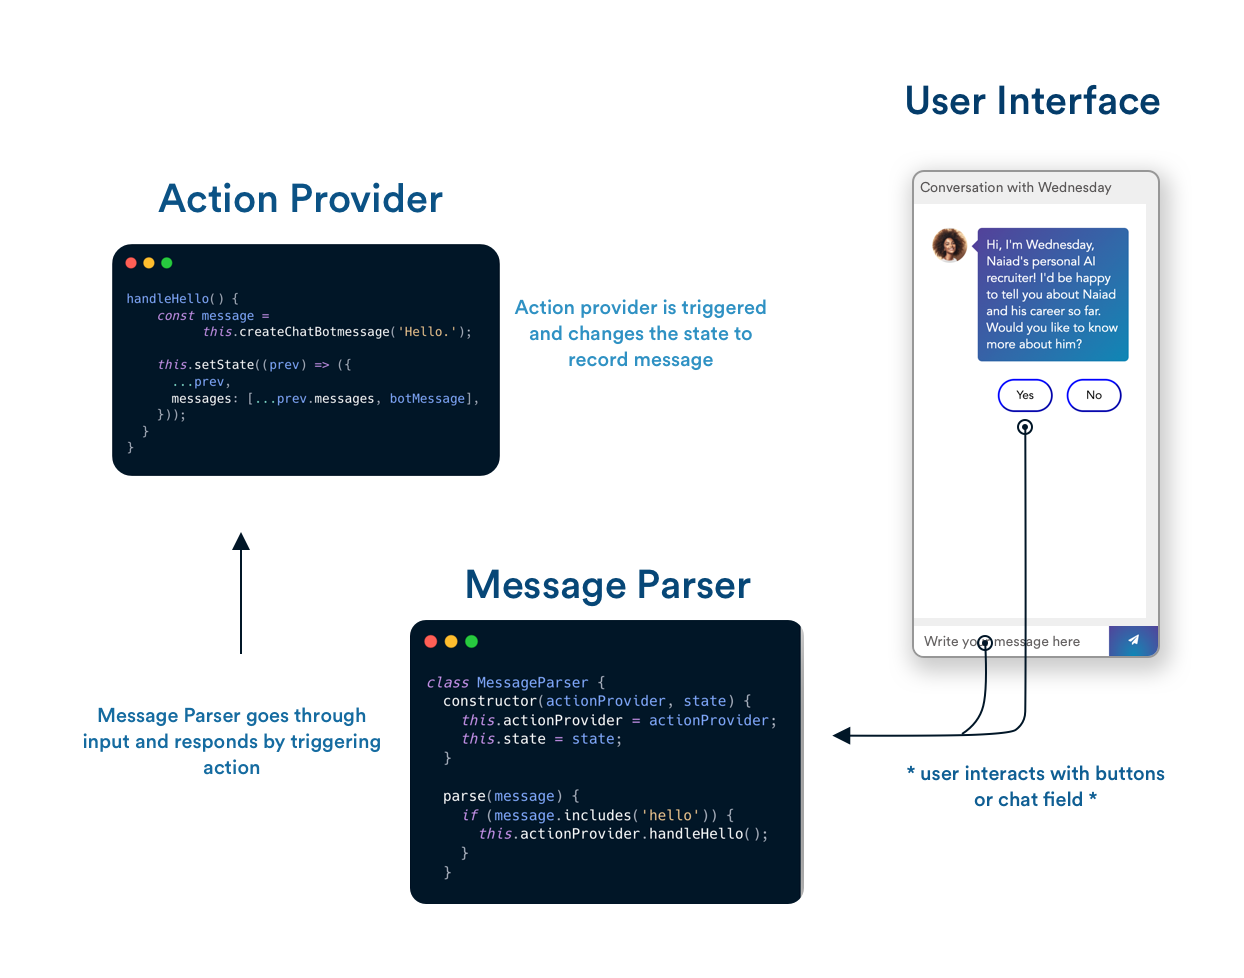 User Interface
Conversation with Wednesday
Hi, I'm Wednesday,
Naiad's personal AI
recruiter! I'd be happy
to tell you about Naiad
and his career so far.
Would you like to know
more about him?
Yes No
Write your message here
* user interacts with buttons
or chat field *
Action Provider
handleHello() {
const message =
this.createChatBotmessage('Hello.');
this.setState((prev) => ({
...prev,
messages: [...prev.messages, botMessage],
}));
}
}
Action provider is triggered
and changes the state to
record message
Message Parser
class MessageParser {
constructor(actionProvider, state) {
this.actionProvider = actionProvider;
this.state = state;
}
parse(message) {
if (message.includes('hello')) {
this.actionProvider.handleHello();
}
}
Message Parser goes through
input and responds by triggering
action